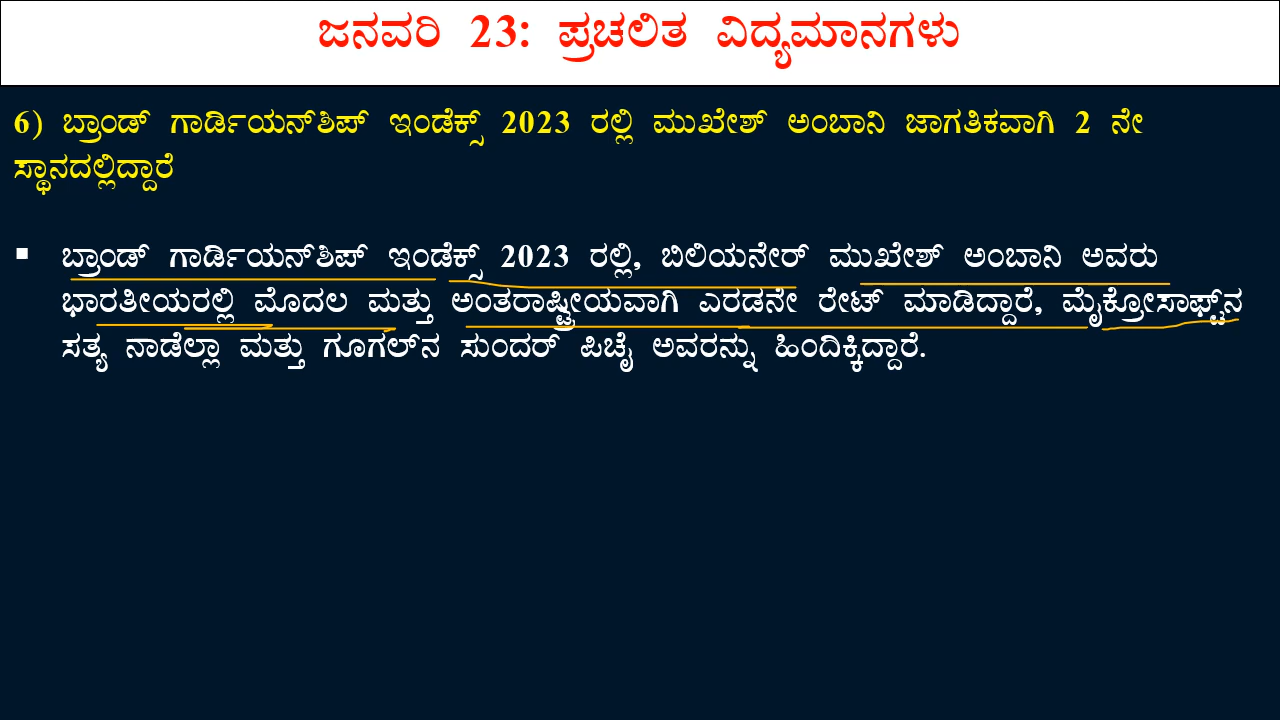 ಜನವರಿ 23: ಪ್ರಚಲಿತ ವಿದ್ಯಮಾನಗಳು
6) ಬ್ರಾಂಡ್ ಗಾರ್ಡಿಯನ್‌ಶಿಪ್ ಇಂಡೆಕ್ಸ್ 2023 ರಲ್ಲಿ ಮುಖೇಶ್ ಅಂಬಾನಿ ಜಾಗತಿಕವಾಗಿ 2 ನೇ
ಸ್ಥಾನದಲ್ಲಿದ್ದಾರೆ
▪ ಬ್ರಾಂಡ್ ಗಾರ್ಡಿಯನ್‌ಶಿಪ್ ಇಂಡೆಕ್ಸ್ 2023 ರಲ್ಲಿ, ಬಿಲಿಯನೇರ್ ಮುಖೇಶ್ ಅಂಬಾನಿ ಅವರು
ಭಾರತೀಯರಲ್ಲಿ ಮೊದಲ ಮತ್ತು ಅಂತರಾಷ್ಟ್ರೀಯವಾಗಿ ಎರಡನೇ ರೇಟ್ ಮಾಡಿದ್ದಾರೆ, ಮೈಕ್ರೋಸಾಫ್ಟ್‌ನ
ಸತ್ಯ ನಾಡೆಲ್ಲಾ ಮತ್ತು ಗೂಗಲ್‌ನ ಸುಂದರ್ ಪಿಚೈ ಅವರನ್ನು ಹಿಂದಿಕ್ಕಿದ್ದಾರೆ.